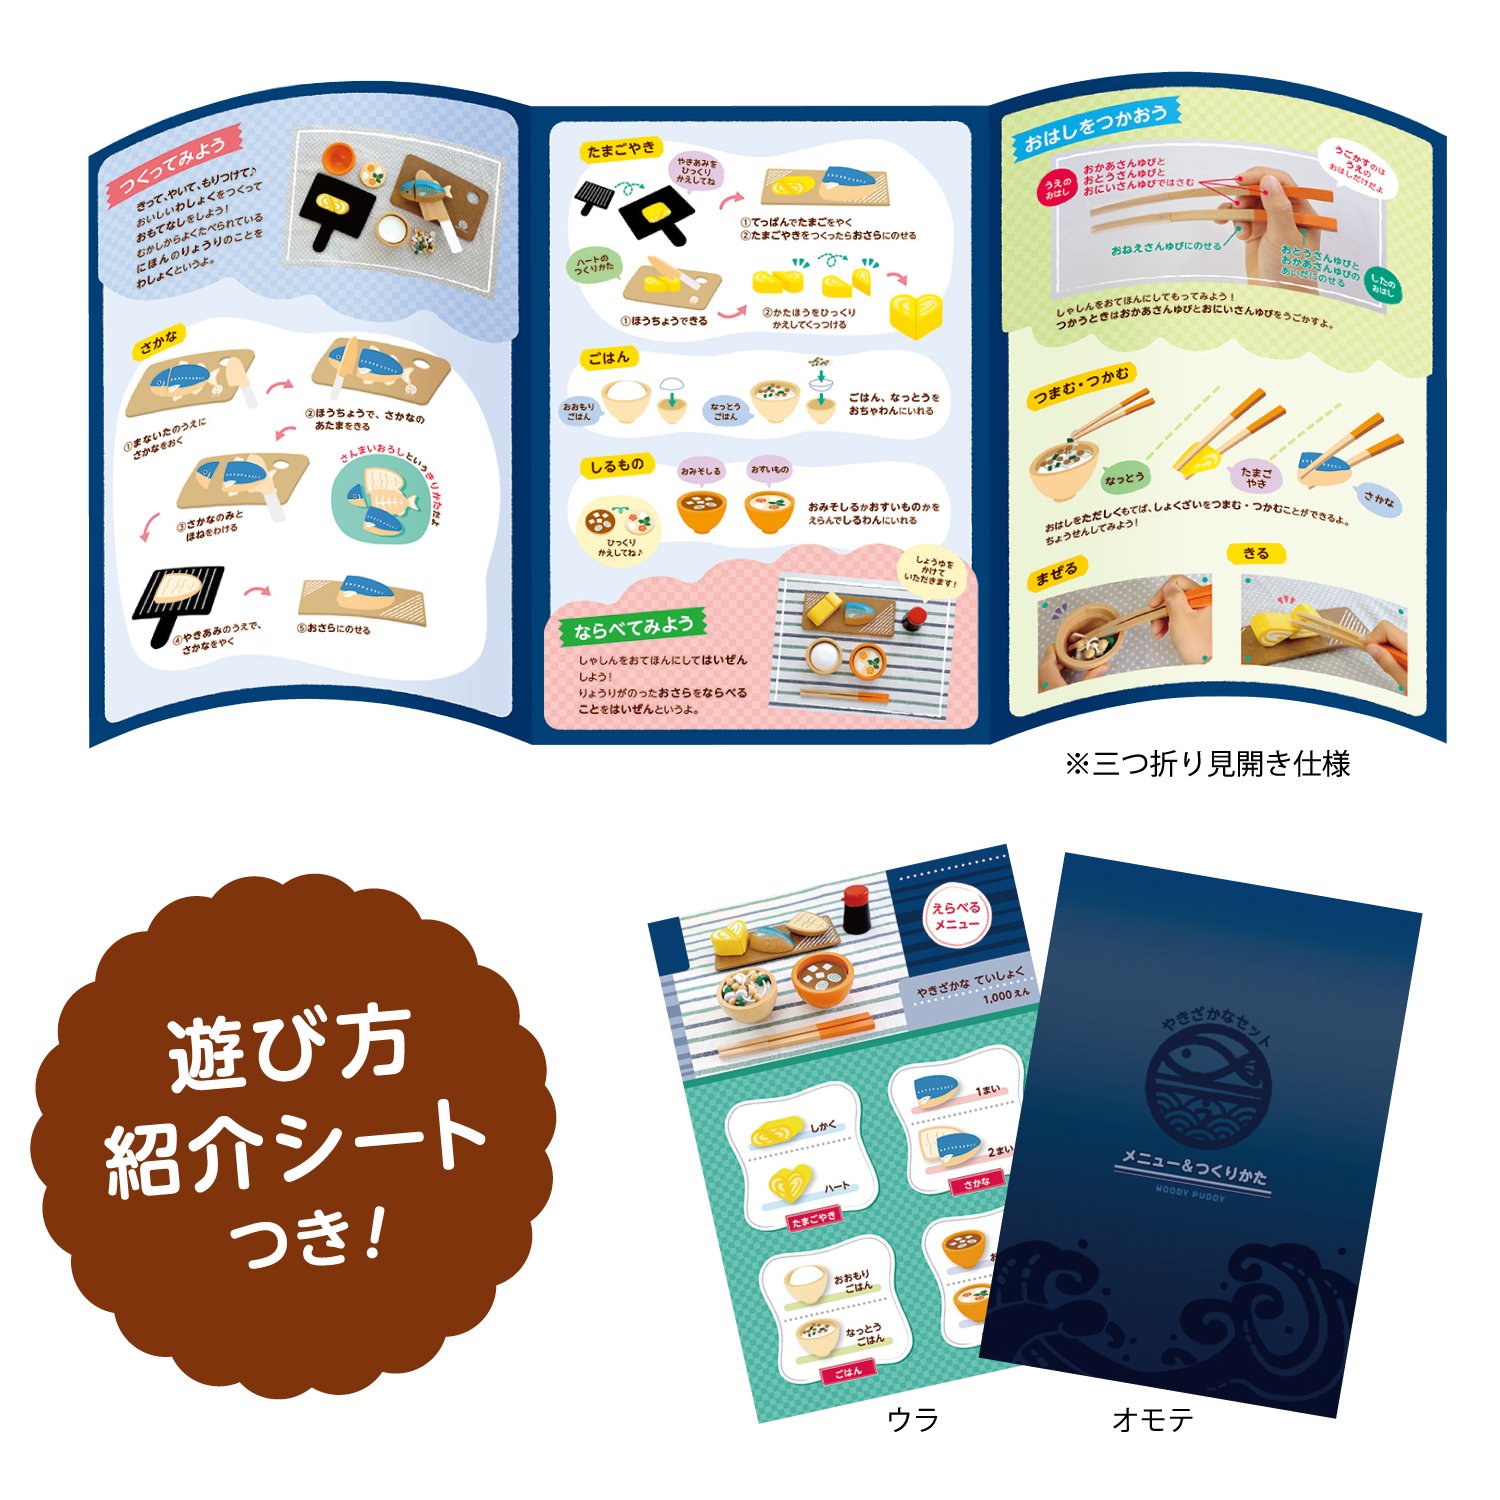 つくってみよう
きって、やいて、もりつけて♪
おいしいわしょくをつくって
おもてなしをしよう!
むかしからよくたべられている
にほんのりょうりのことを
わしょくというよ。
さかな
①まないたのうえに
さかなをおく
②ほうちょうで、さかなの
あたまをきる
③さかなのみと
ほねをわける
さんまいおろしというきりかただよ
④やきあみのうえで、
さかなをやく
⑤おさらにのせる
たまごやき
やきあみを
ひっくり
かえしてね
①てっぱんでたまごをやく
②たまごやきをつくったらおさらにのせる
ハートの
つくりかた
①ほうちょうできる
②かたほうをひっくり
かえしてくっつける
ごはん
おおもり
ごはん
なっとう
ごはん
ごはん、なっとうを
おちゃわんにいれる
しるもの
おみそしる
おすいもの
ひっくり
かえしてね♪
おみそしるかおすいものかを
えらんでしるわんにいれる
ならべてみよう
しゃしんをおてほんにしてはいぜん
しよう!
りょうりがのったおさらをならべる
ことをはいぜんというよ。
しょうゆを
かけて
いただきます!
おはしをつかおう
うごかすのは
うえの
おはしだけだよ
うえの
おはし
おかあさんゆびと
おとうさんゆびと
おにいさんゆびではさむ
おねえさんゆびにのせる
おとうさんゆびと
おかあさんゆびの
あいだにのせる
したの
おはし
しゃしんをおてほんにしてもってみよう!
つかうときはおかあさんゆびとおにいさんゆびをうごかすよ。
つまむ・つかむ
なっとう
たまご
やき
さかな
おはしをただしくもてば、しょくざいをつまむ・つかむことができるよ。
ちょうせんしてみよう!
まぜる
きる
※三つ折り見開き仕様
遊び方
紹介シート
つき!
えらべる
メニュー
やきざかな ていしょく
1,000えん
しかく
ハート
たまごやき
1まい
2まい
さかな
おおもり
ごはん
なっとう
ごはん
ごはん
お
ウラ
やきざかなセット
メニュー&つくりかた
WOODY PUDDY
オモテ